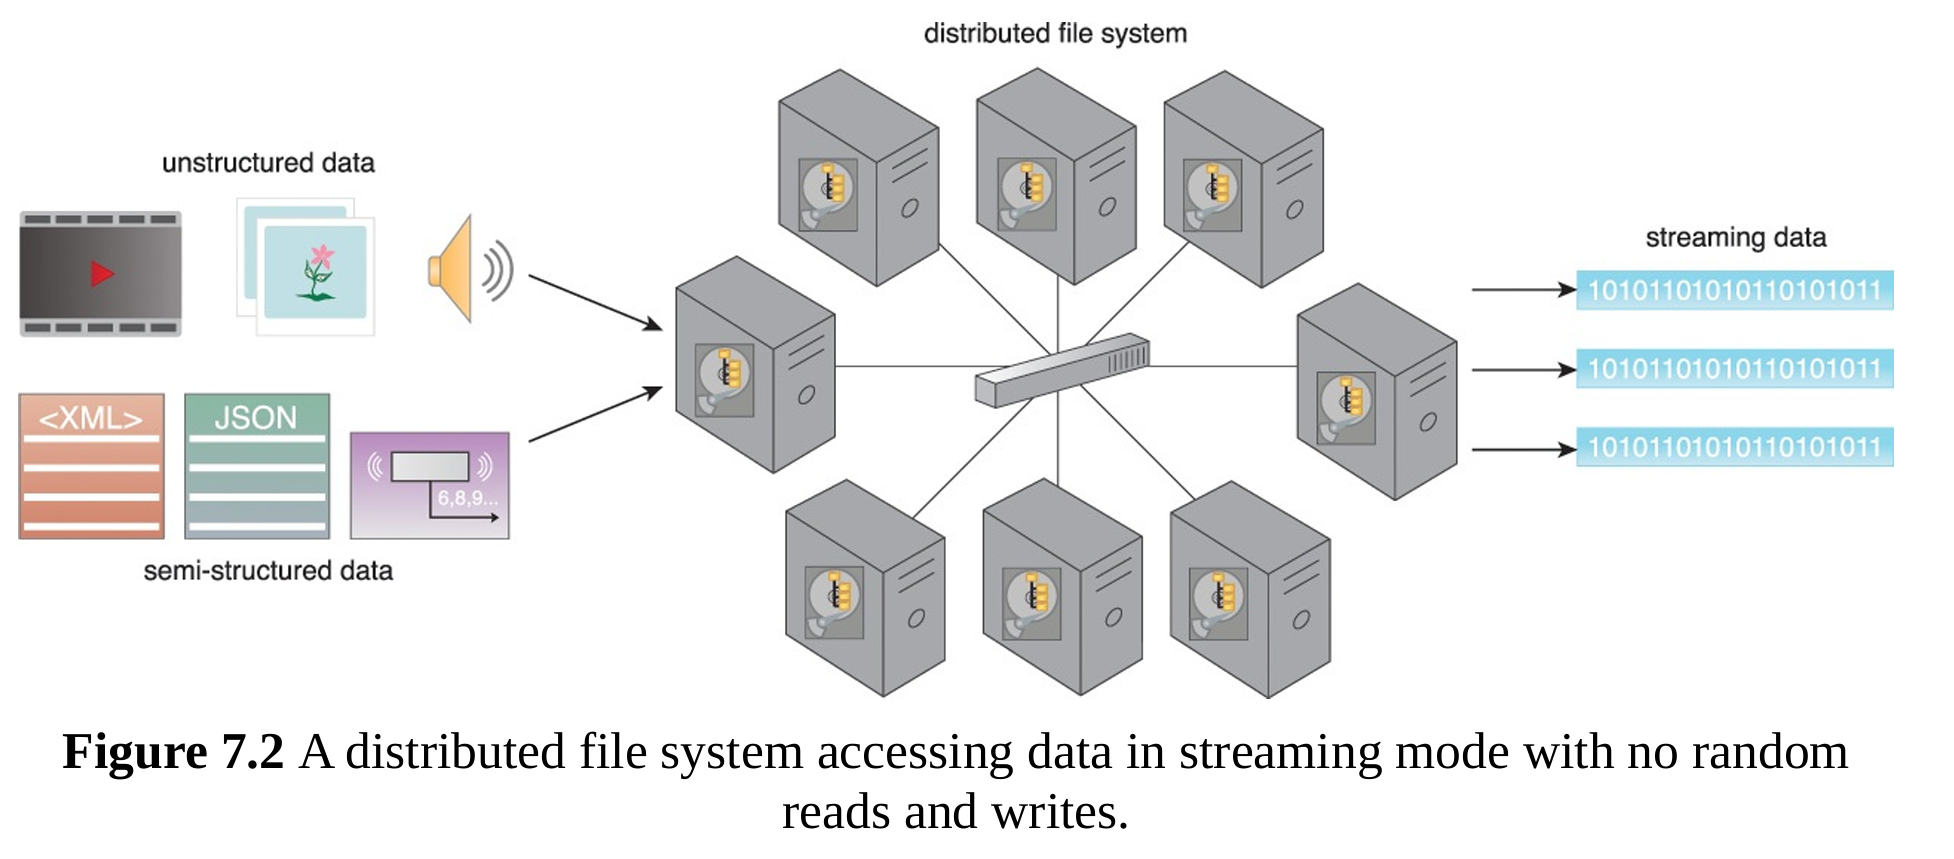 distributed file system
unstructured data
<XML>
JSON
6,8,9...
semi-structured data
streaming data
10101101010110101011
10101101010110101011
10101101010110101011
Figure 7.2 A distributed file system accessing data in streaming mode with no random
reads and writes.